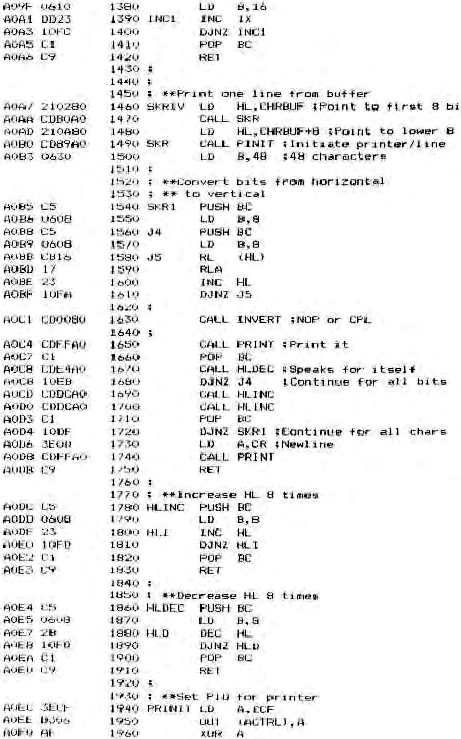 A09F 0610 1380 LD B,16
A0A1 DD23 1390 INC1 INC IX
A0A3 10FC 1400 DJNZ INC1
A0A5 C1 1410 POP BC
A0A6 C9 1420 RET
1430 ;
1440 ;
1450 ; **Print one line from buffer
A0A7 210280 1460 SKRIV LD HL,CHRBUF ;Point to first 8 bi
A0AA CDB0A0 1470 CALL SKR
A0AD 210A80 1480 LD HL,CHRBUF+8 ;Point to lower 8
A0B0 CD89A0 1490 SKR CALL PINIT ;Initiate printer/line
A0B3 0630 1500 LD B,48 ;48 characters
1510 ;
1520 ; **Convert bits from horizontal
1530 ; ** to vertical
A0B5 C5 1540 SKR1 PUSH BC
A0B6 0608 1550 LD B,8
A0B8 C5 1560 J4 PUSH BC
A0B9 0608 1570 LD B,8
A0BB CB16 1580 J5 RL (HL)
A0BD 17 1590 RLA
A0BE 23 1600 INC HL
A0BF 10FA 1610 DJNZ J5
1620 ;
A0C1 CD0080 1630 CALL INVERT ;NOP or CPL
1640 ;
A0C4 CDFFA0 1650 CALL PRINT ;Print it
A0C7 C1 1660 POP BC
A0C8 CDE4A0 1670 CALL HLDEC ;Speaks for itself
A0CB 10EB 1680 DJNZ J4 ;Continue for all bits
A0CD CDDCA0 1690 CALL HLINC
A0D0 CDDCA0 1700 CALL HLINC
A0D3 C1 1710 POP BC
A0D4 10DF 1720 DJNZ SKR1 ;Continue for all chars
A0D6 3E0D 1730 LD A,CR ;Newline
A0D8 CDFFA0 1740 CALL PRINT
A0DB C9 1750 RET
1760 ;
1770 ; **Increase HL 8 times
A0DC C5 1780 HLINC PUSH BC
A0DD 0608 1790 LD B,8
A0DF 23 1800 HLI INC HL
A0E0 10FD 1810 DJNZ HLI
A0E2 C1 1820 POP BC
A0E3 C9 1830 RET
1840 ;
1850 ; **Decrease HL 8 times
A0E4 C5 1860 HLDEC PUSH BC
A0E5 0608 1870 LD B,8
A0E7 2B 1880 HLD DEC HL
A0E8 10FD 1890 DJNZ HLD
A0EA C1 1900 POP BC
A0EB C9 1910 RET
1920 ;
1930 ; **Set PIO for printer
A0EC 3ECF 1940 PRINIT LD A,£CF
A0EE D306 1950 OUT (ACTRL),A
A0F0 AF 1960 XOR A